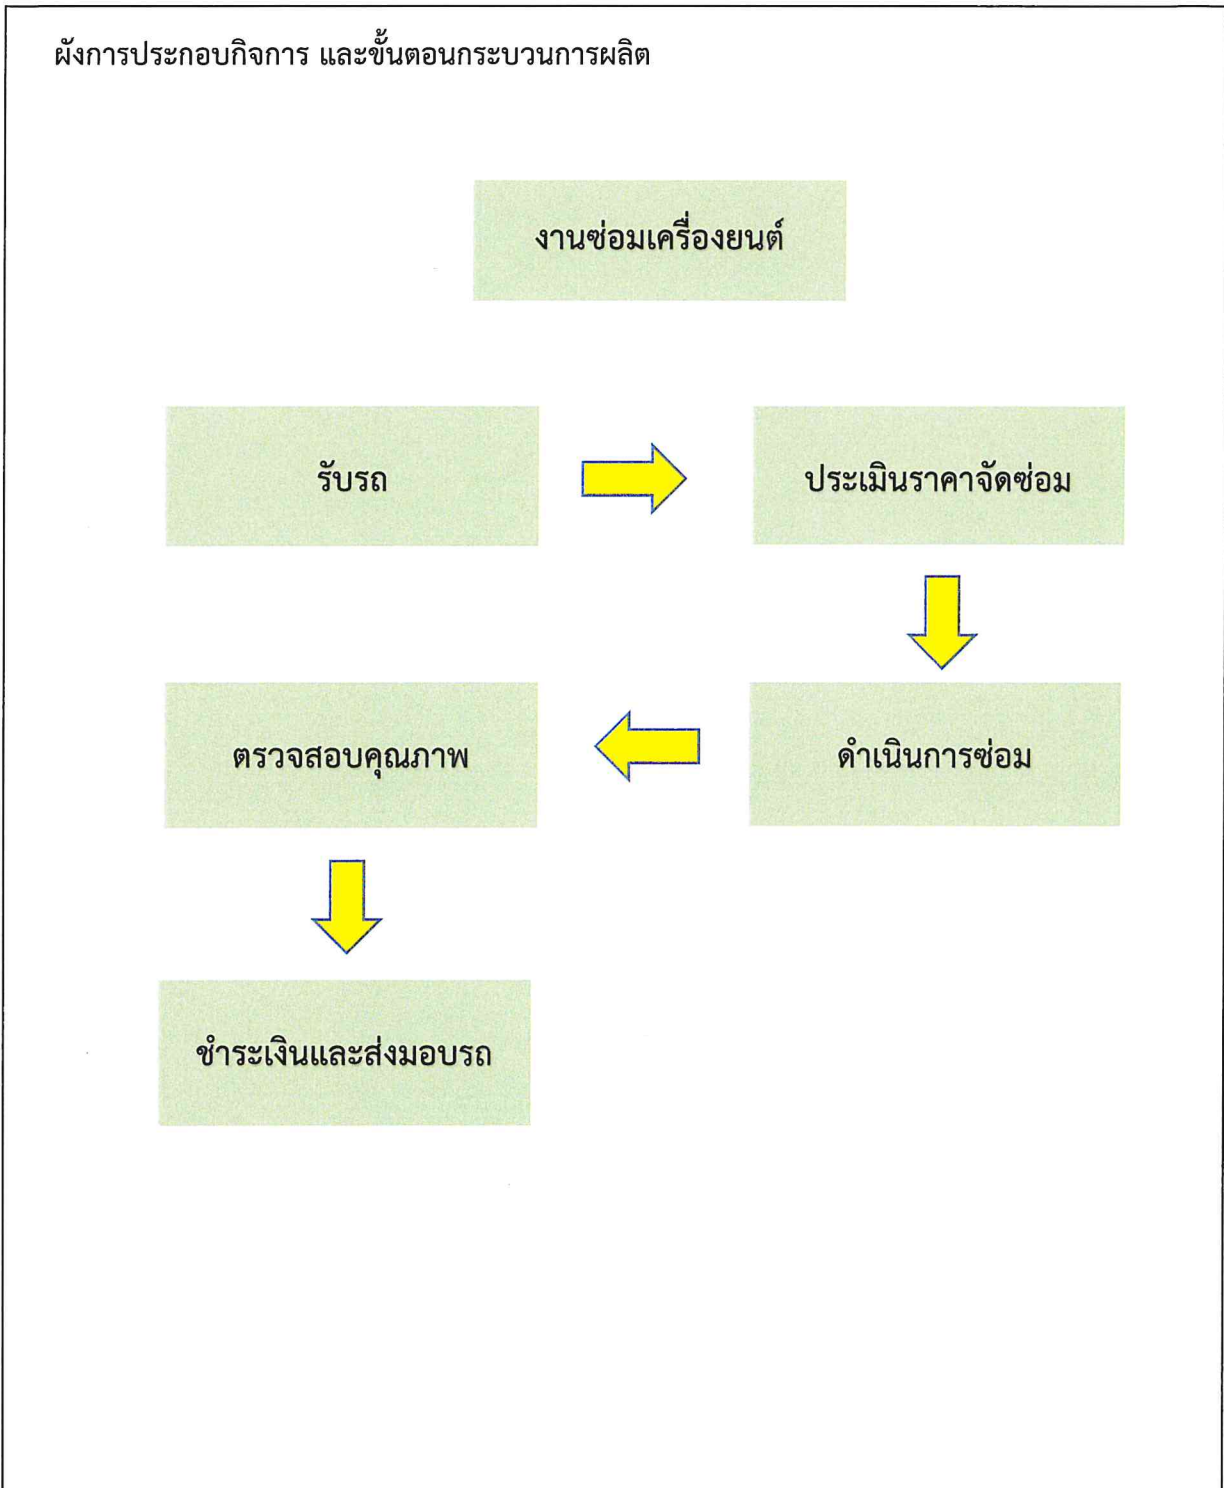 ผังการประกอบกิจการ และขั้นตอนกระบวนการผลิต
งานซ่อมเครื่องยนต์
รับรถ
ประเมินราคาจัดซ่อม
ดำเนินการซ่อม
ตรวจสอบคุณภาพ
ชำระเงินและส่งมอบรถ